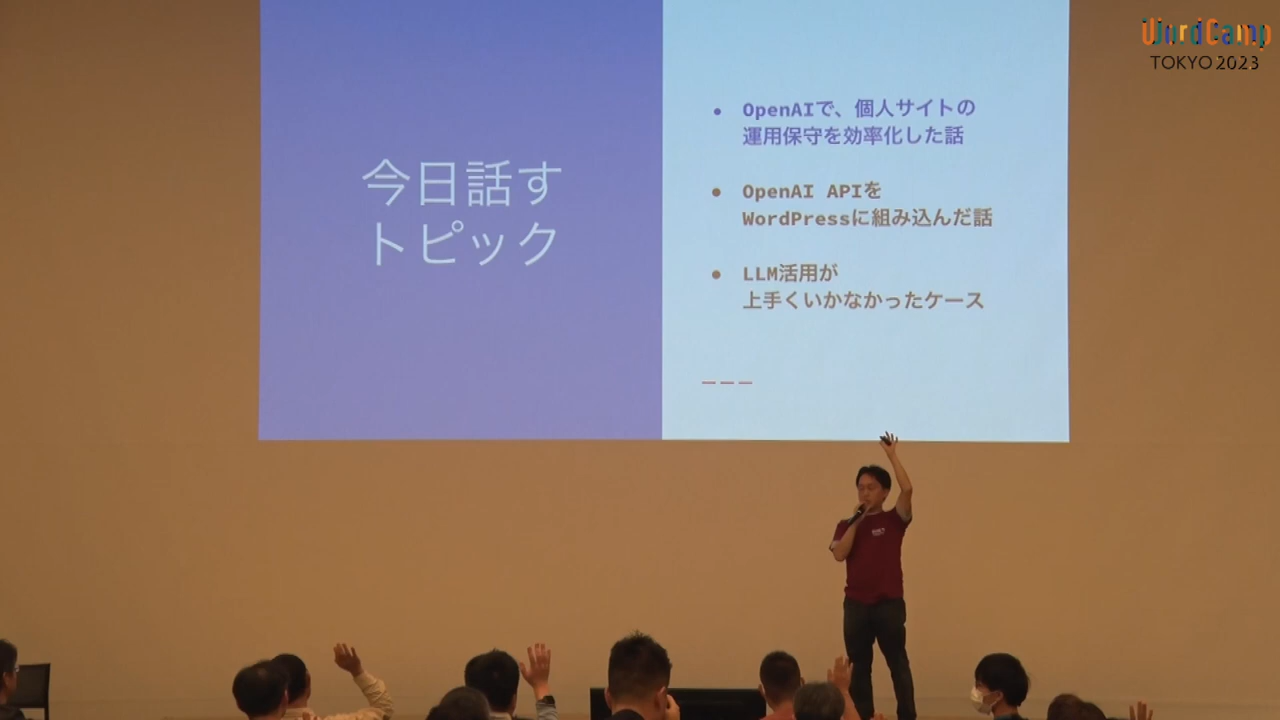 WordCamp
TOKYO 2023
今日話す
トピック
● OpenAIで、個人サイトの
運用保守を効率化した話
● OpenAI APIを
WordPressに組み込んだ話
● LLM活用が
上手くいかなかったケース